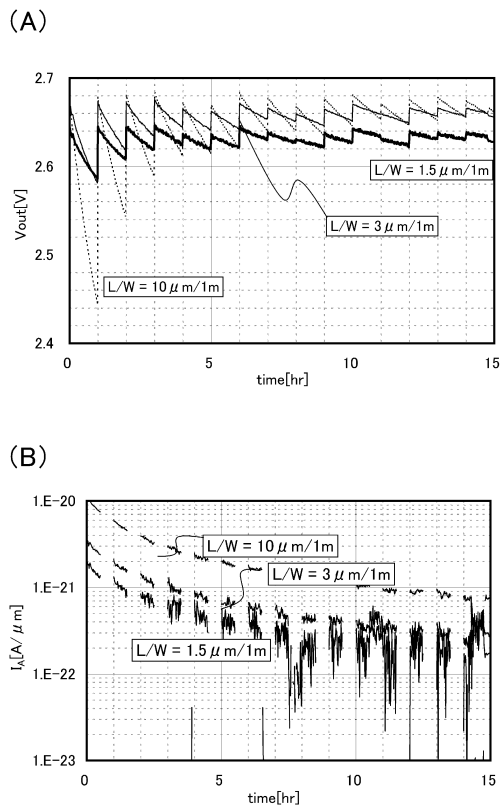 (A)
2.7
2.6
2.5
2.4
Vout[V]
L/W = 1.5 μm/1m
L/W = 3 μm/1m
L/W = 10 μm/1m
0 5 10 15
time[hr]
(B)
1.E-20
1.E-21
1.E-22
1.E-23
I_A[A/μm]
L/W = 10 μm/1m
L/W = 3 μm/1m
L/W = 1.5 μm/1m
0 5 10 15
time[hr]